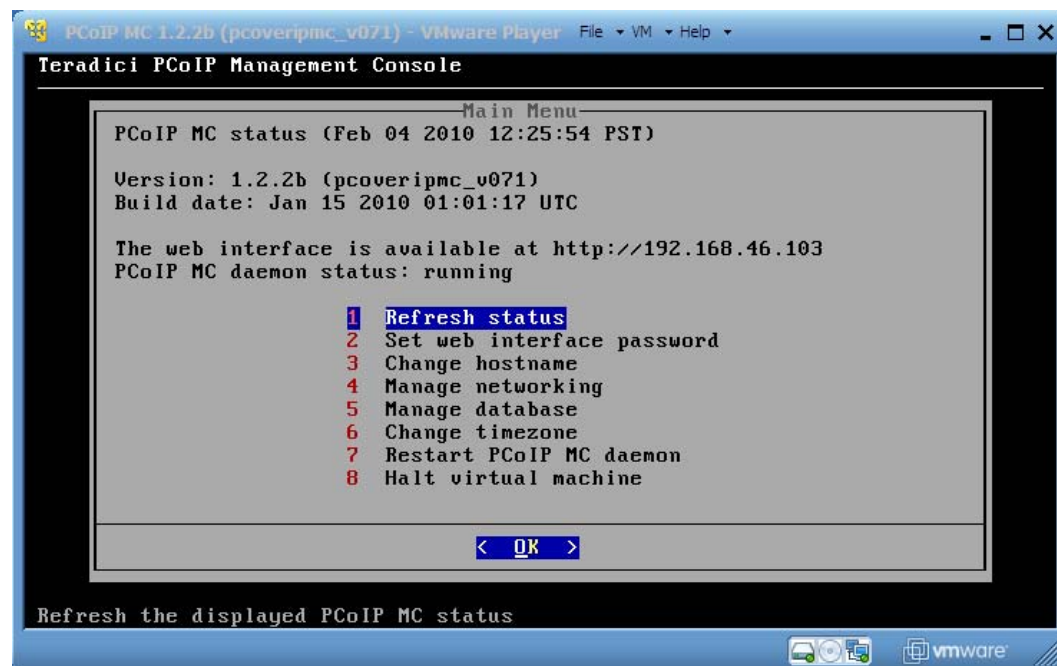 PCoIP MC 1.2.2b (pcoveripmc_v071) - VMware Player File VM Help
Teradici PCoIP Management Console
Main Menu
PCoIP MC status (Feb 04 2010 12:25:54 PST)
Version: 1.2.2b (pcoveripmc_v071)
Build date: Jan 15 2010 01:01:17 UTC
The web interface is available at http://192.168.46.103
PCoIP MC daemon status: running
1 Refresh status
2 Set web interface password
3 Change hostname
4 Manage networking
5 Manage database
6 Change timezone
7 Restart PCoIP MC daemon
8 Halt virtual machine
< OK >
Refresh the displayed PCoIP MC status
vmware